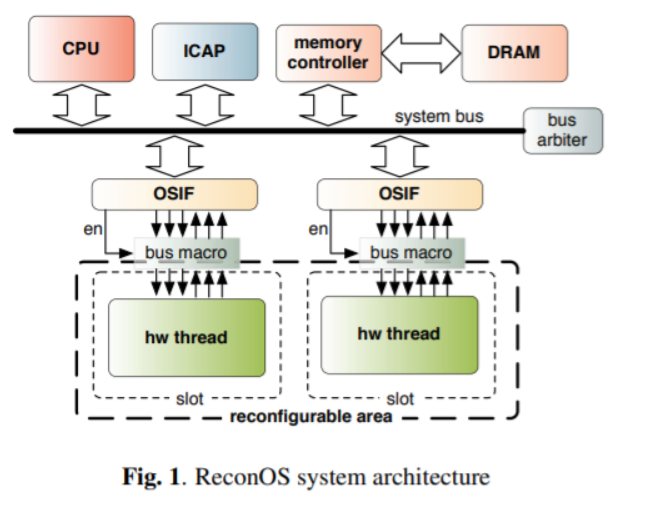 CPU
ICAP
memory
controller
DRAM
system bus
bus
arbiter
OSIF
OSIF
en
en
bus macro
bus macro
hw thread
hw thread
slot
slot
reconfigurable area
Fig. 1. ReconOS system architecture